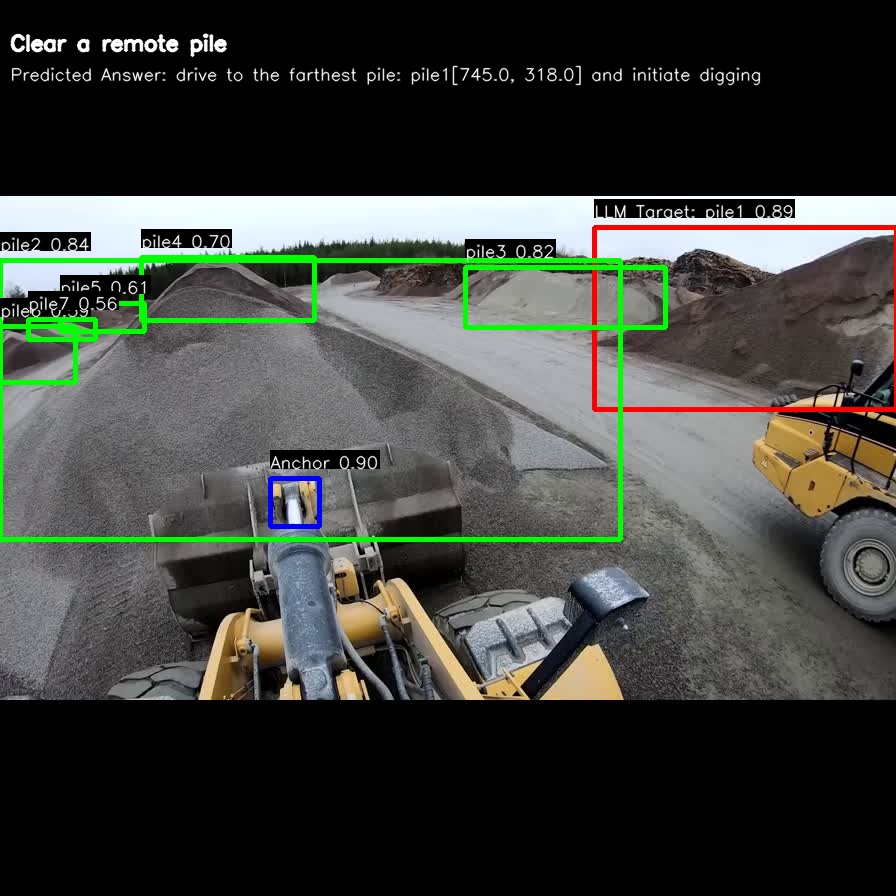 Clear a remote pile
Predicted Answer: drive to the farthest pile: pile1[745.0, 318.0] and initiate digging
LLM Target: pile1 0.89
pile2 0.84
pile4 0.70
pile3 0.82
pile5 0.61
pile7 0.56
Anchor 0.90